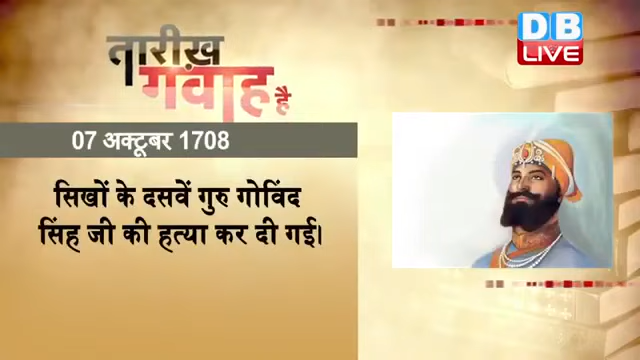 तारीख़
गवाह है
DB
LIVE
07 अक्टूबर 1708
सिखों के दसवें गुरु गोविंद
सिंह जी की हत्या कर दी गई।